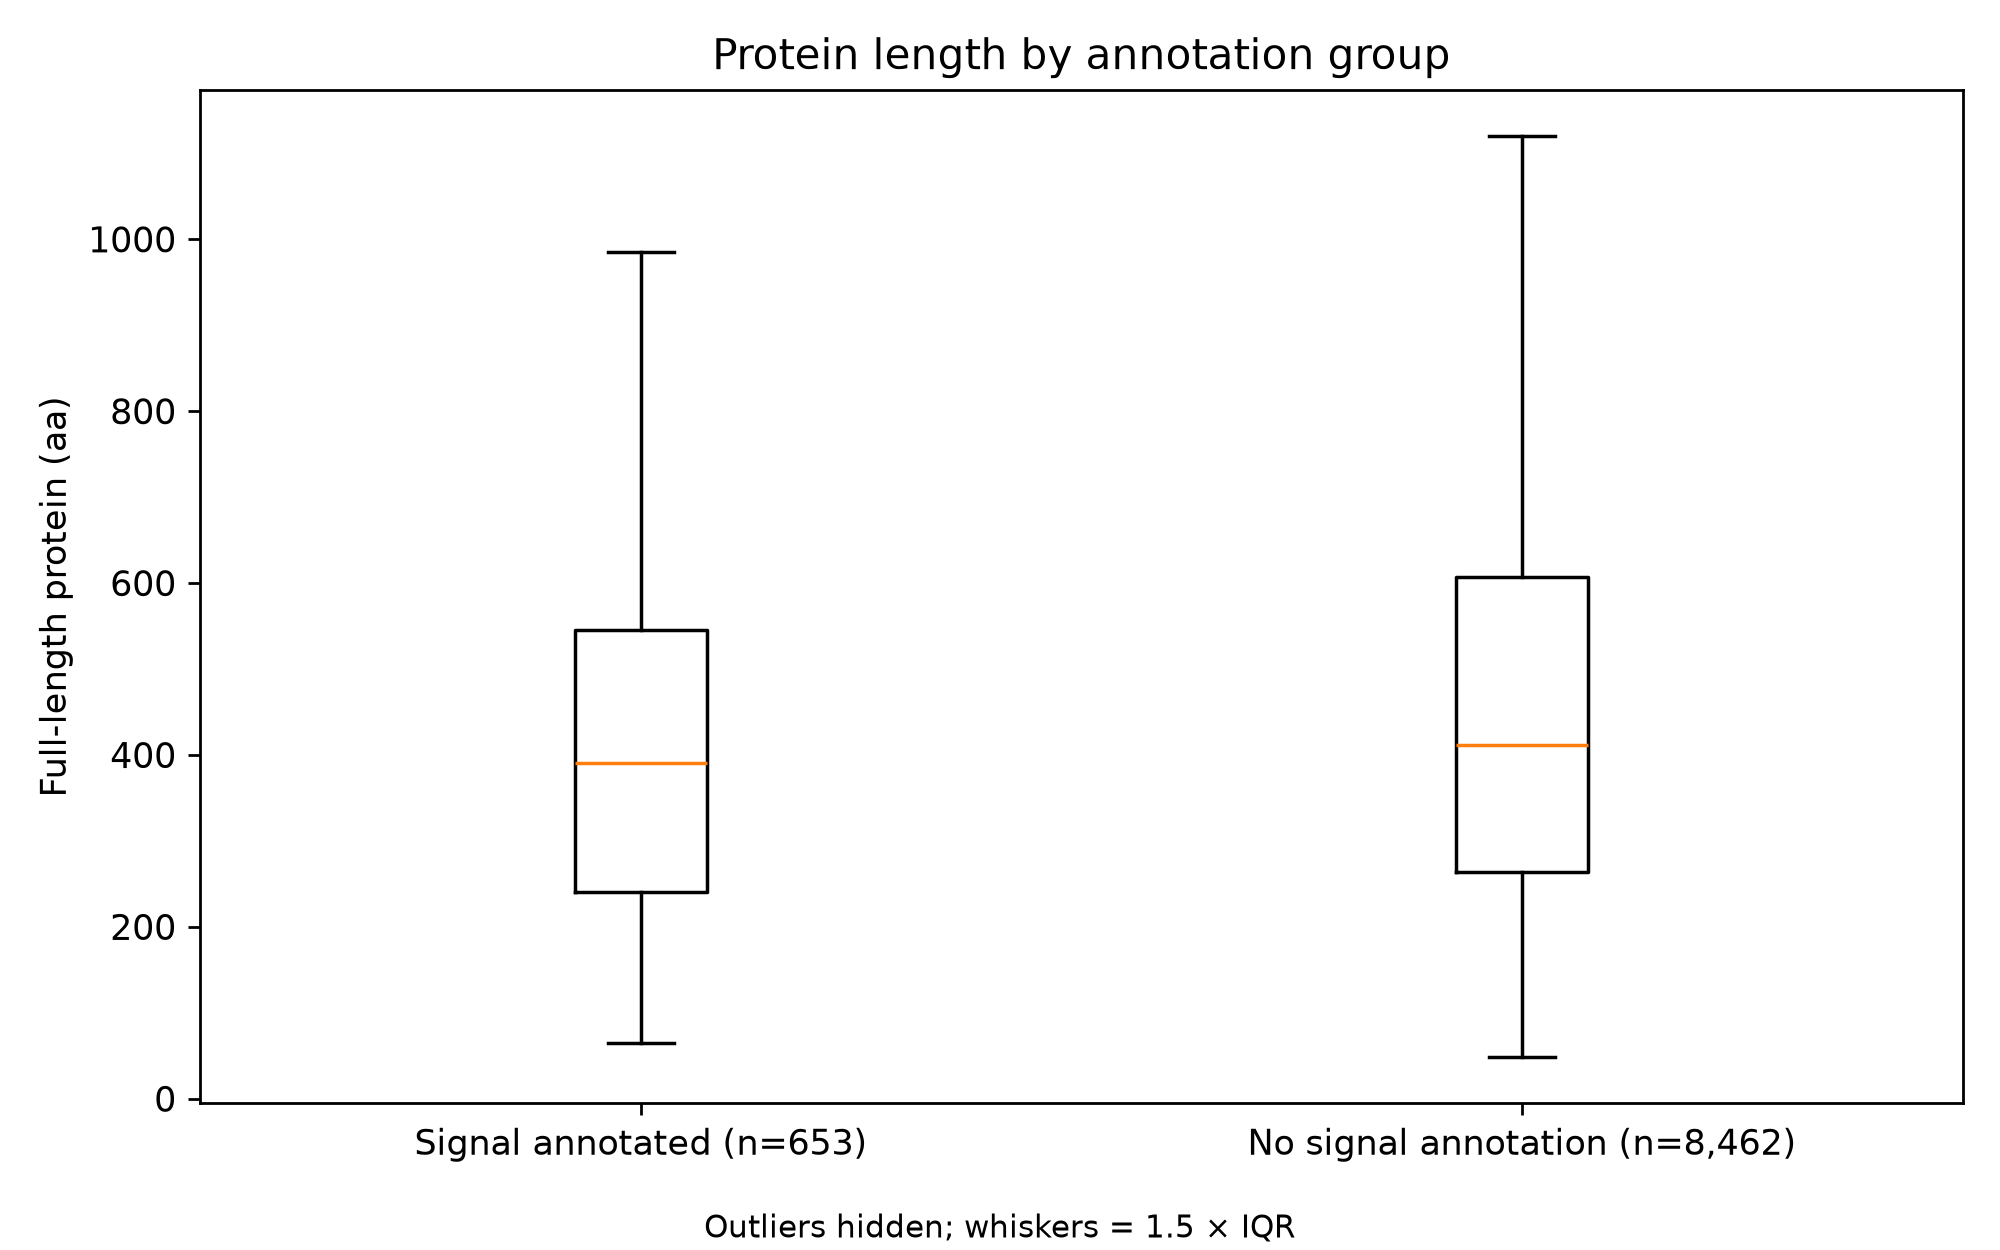 Protein length by annotation group
Full-length protein (aa)
1000
800
600
400
200
0
Signal annotated (n=653)
No signal annotation (n=8,462)
Outliers hidden; whiskers = 1.5 × IQR